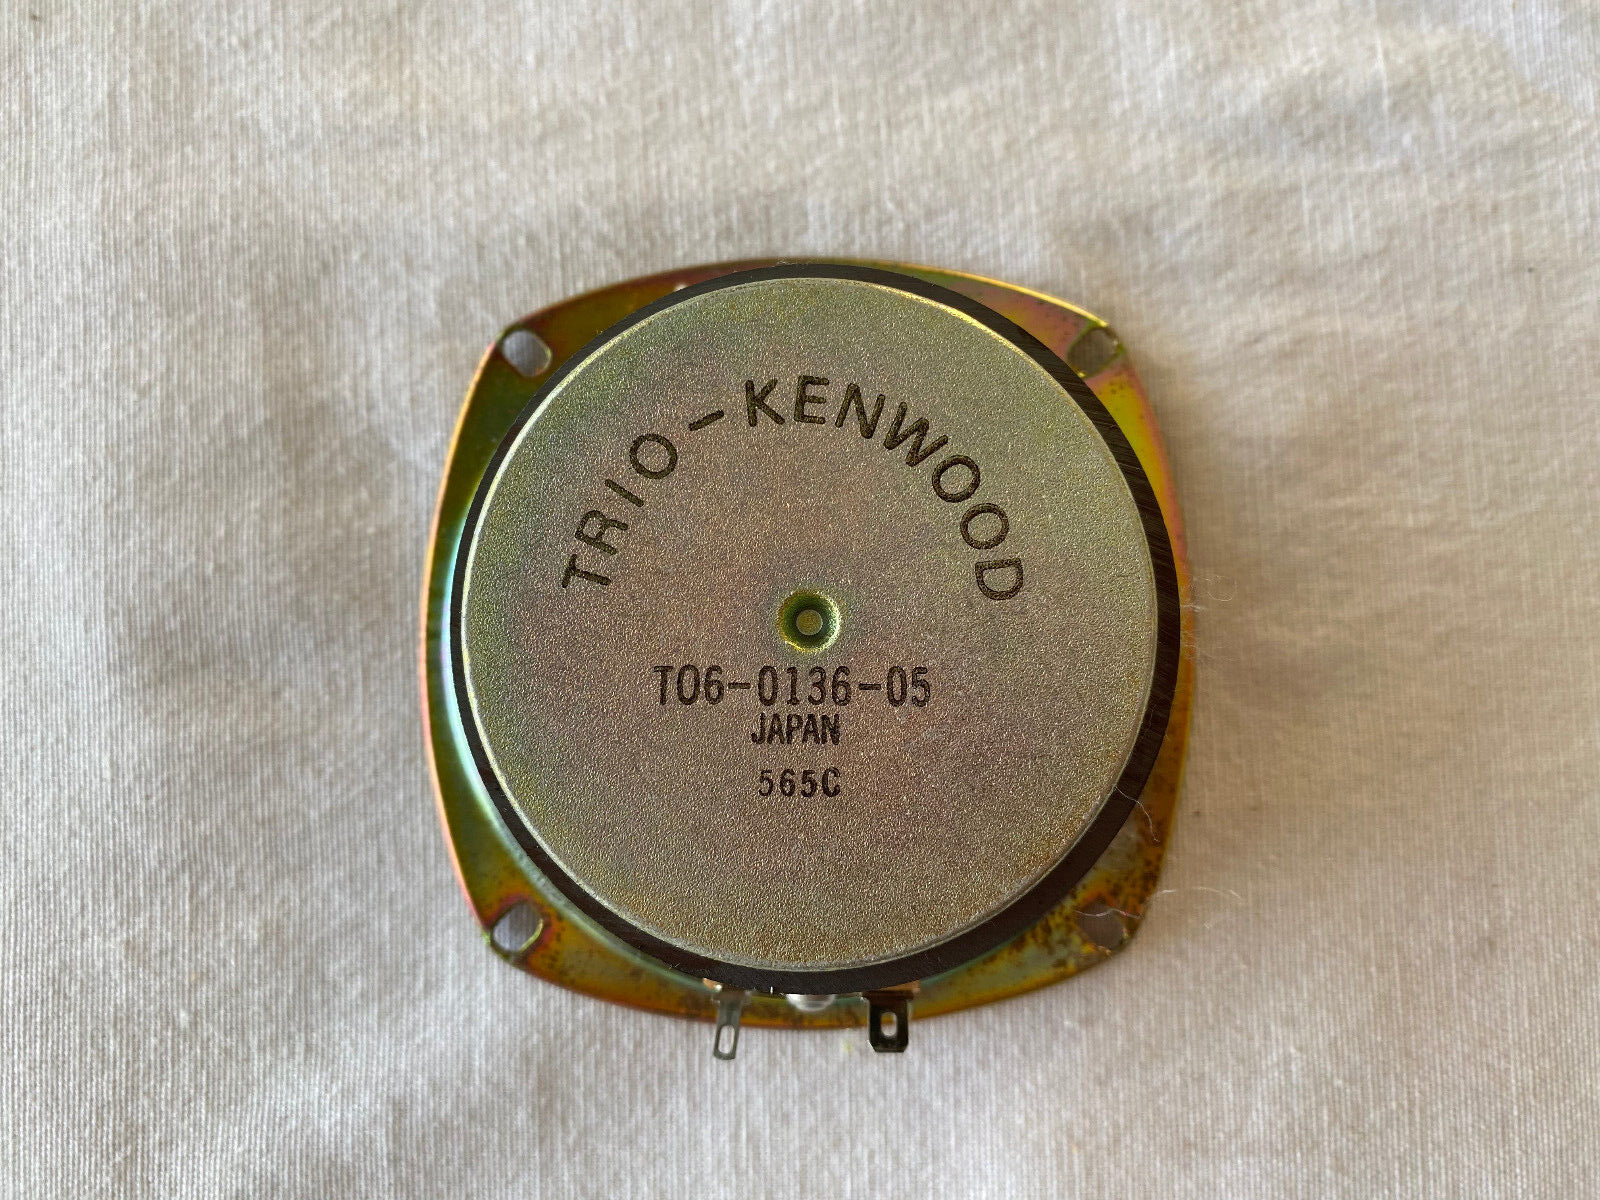 TRIO-KENWOOD
T06-0136-05
JAPAN
565C